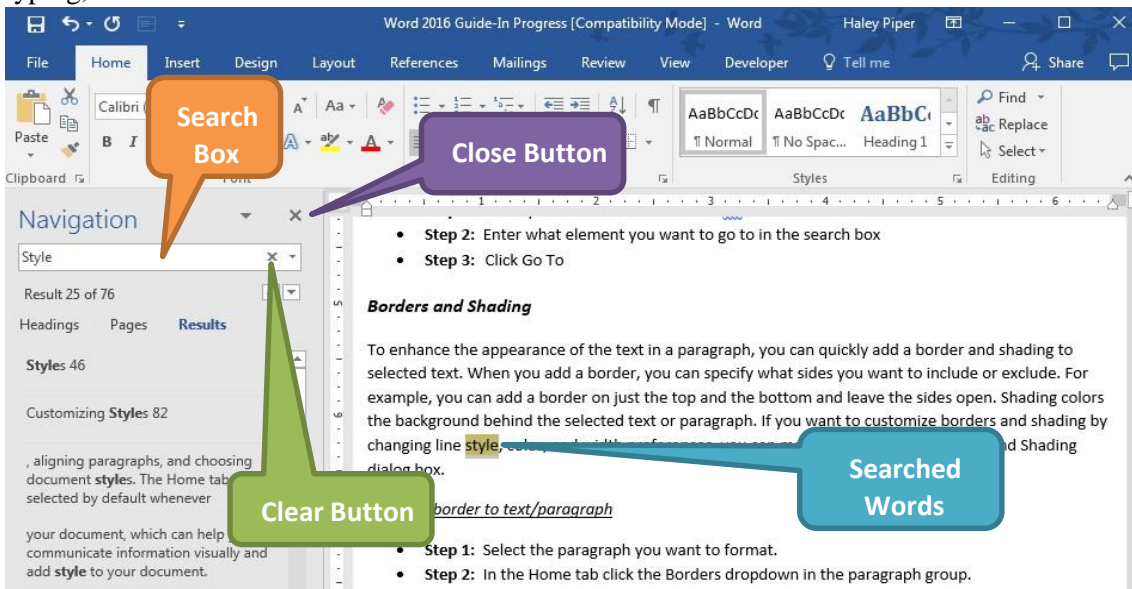 Word 2016 Guide-In Progress [Compatibility Mode] - Word Haley Piper
File Home Insert Design Layout References Mailings Review View Developer Tell me Share
Calibri ( Aa
Paste B I
AaBbCcDc AaBbCcDc AaBbC
¶ Normal ¶ No Spac... Heading 1
Find
Replace
Select
Clipboard Styles Editing
Search
Box
Close Button
Navigation
Style
Result 25 of 76
Headings Pages Results
Styles 46
Customizing Styles 82
, aligning paragraphs, and choosing
document styles. The Home tab
selected by default whenever
your document, which can help
communicate information visually and
add style to your document.
Clear Button
1 2 3 4 5 6
• Step 2: Enter what element you want to go to in the search box
• Step 3: Click Go To
Borders and Shading
To enhance the appearance of the text in a paragraph, you can quickly add a border and shading to
selected text. When you add a border, you can specify what sides you want to include or exclude. For
example, you can add a border on just the top and the bottom and leave the sides open. Shading colors
the background behind the selected text or paragraph. If you want to customize borders and shading by
changing line style, Shading
dialog box.
border to text/paragraph
• Step 1: Select the paragraph you want to format.
• Step 2: In the Home tab click the Borders dropdown in the paragraph group.
Searched
Words